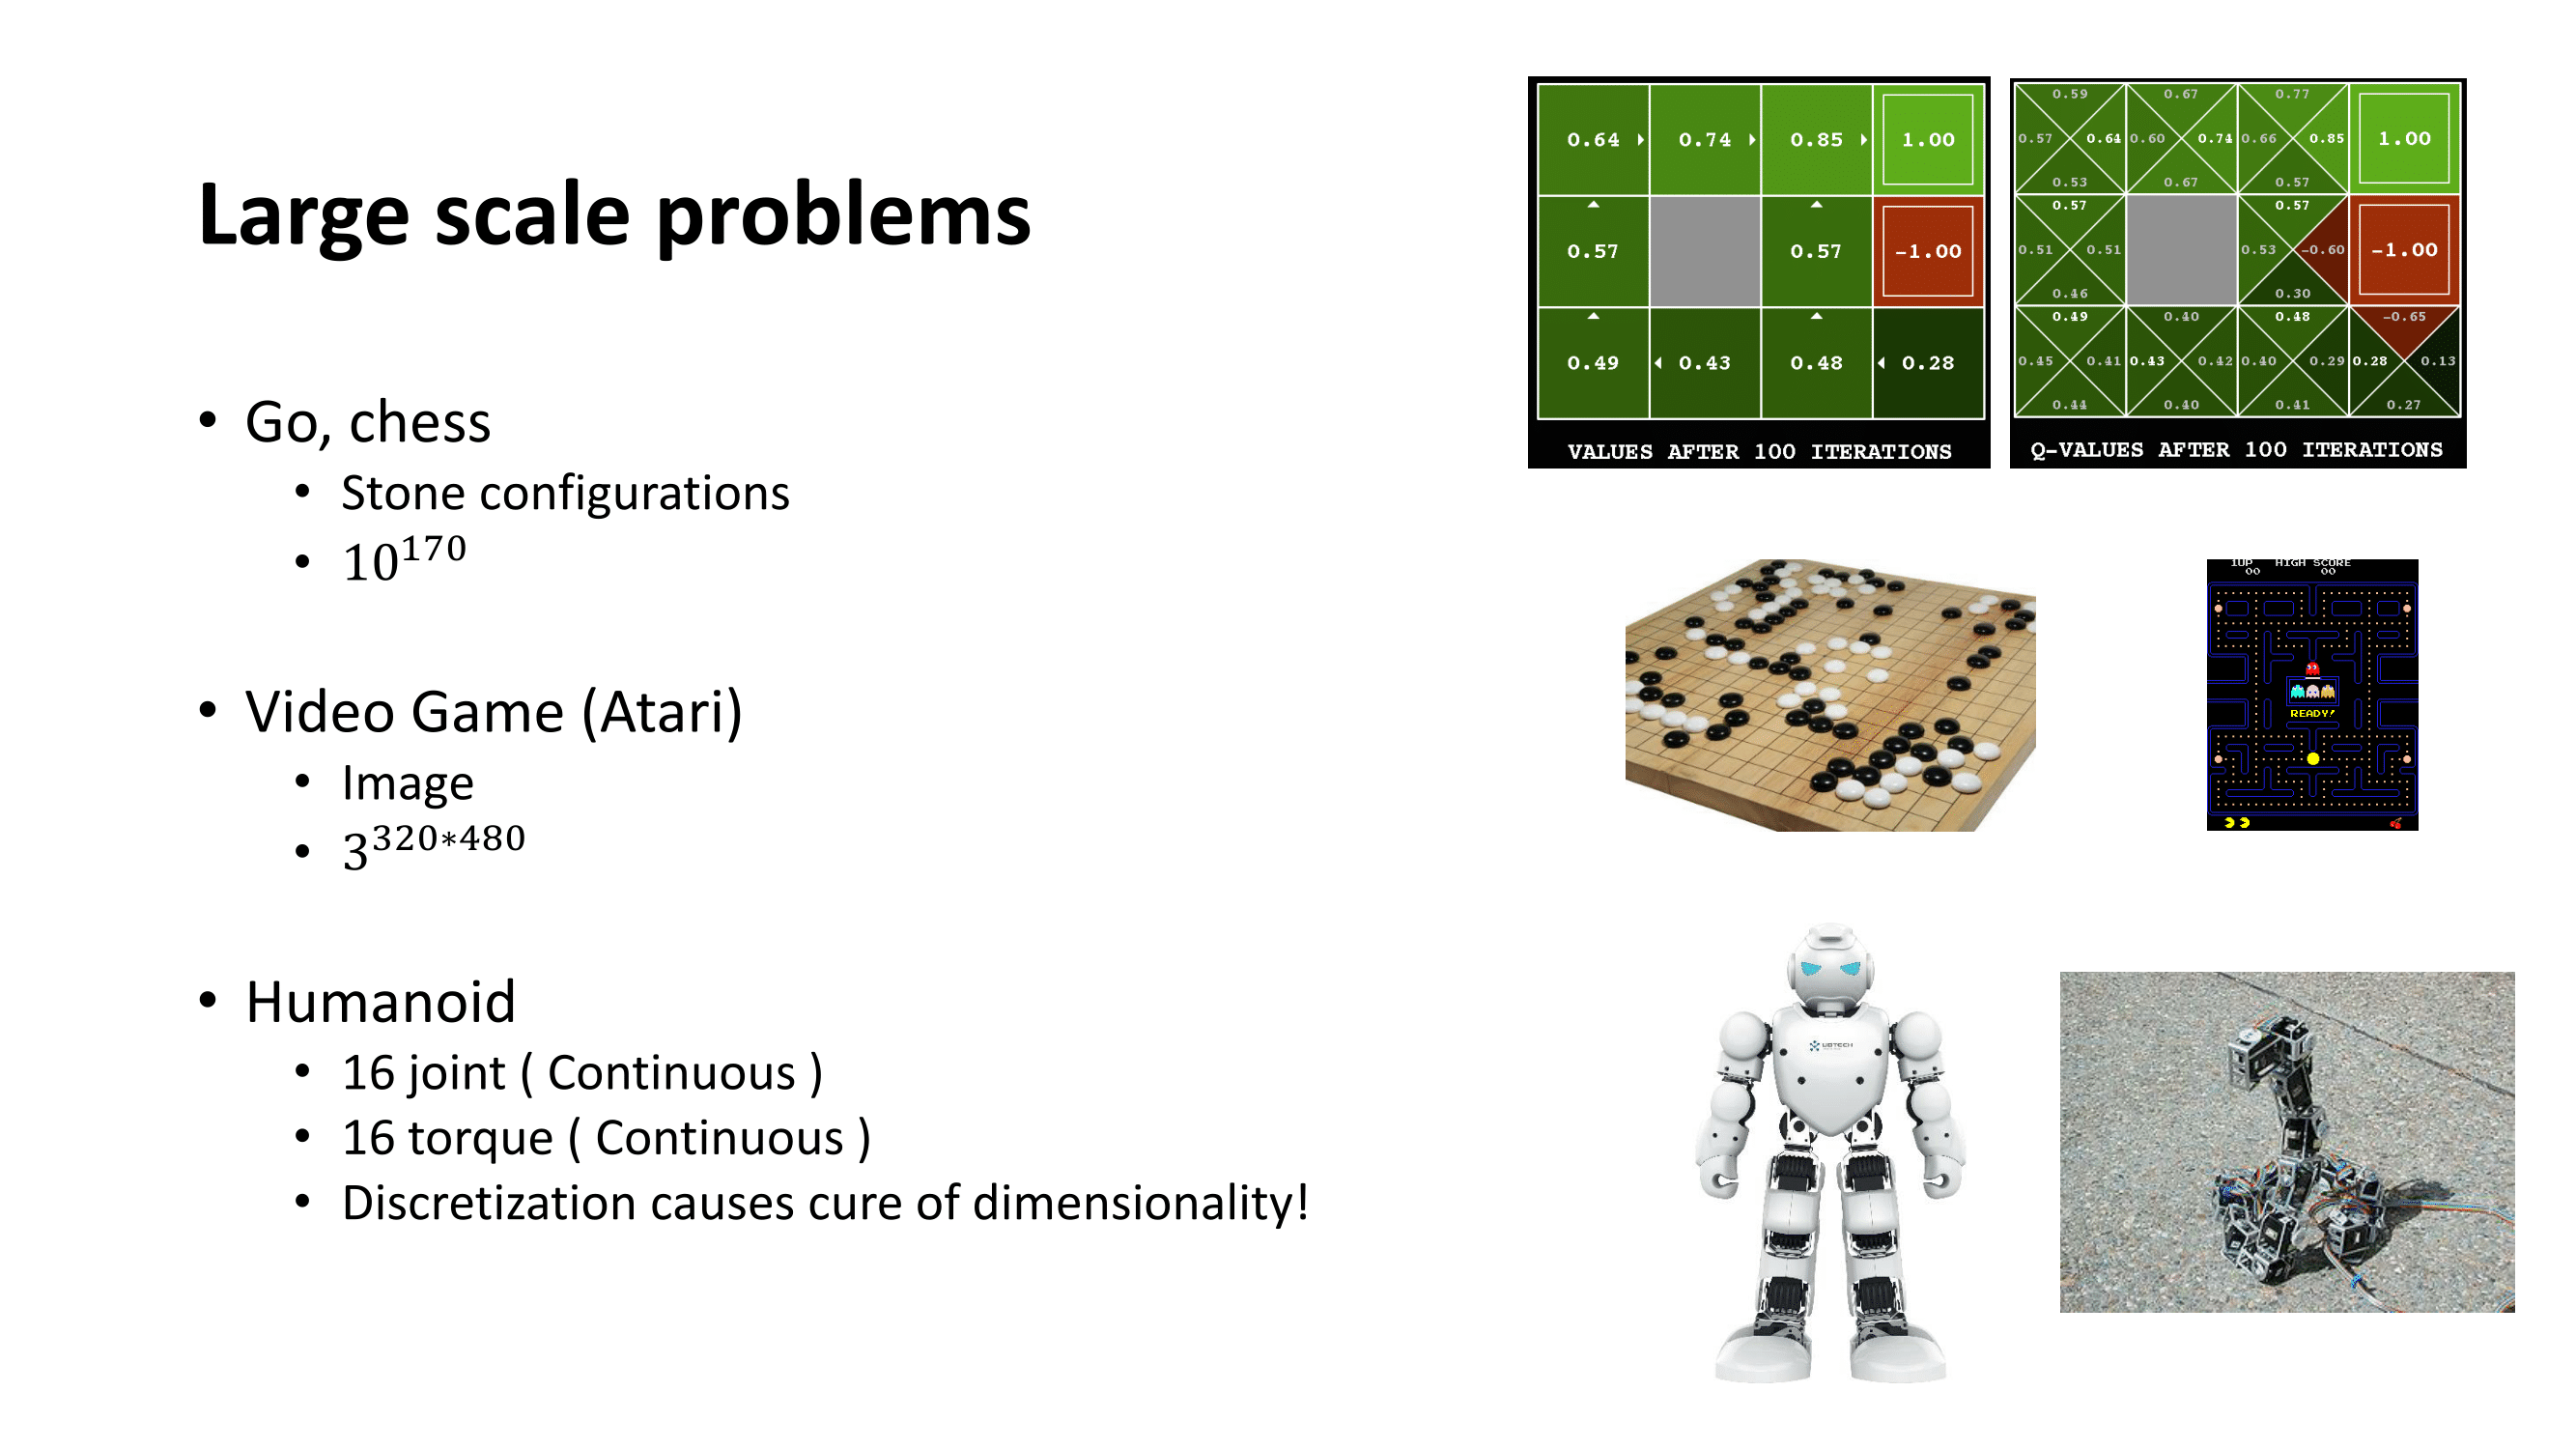 Large scale problems
• Go, chess
• Stone configurations
• 10^170
• Video Game (Atari)
• Image
• 3^320*480
• Humanoid
• 16 joint ( Continuous )
• 16 torque ( Continuous )
• Discretization causes cure of dimensionality!
0.64 0.74 0.85 1.00
0.57 0.57 -1.00
0.49 0.43 0.48 0.28
VALUES AFTER 100 ITERATIONS
0.59 0.67 0.77
0.57 0.64 0.60 0.74 0.66 0.85 1.00
0.53 0.67 0.57
0.57 0.57
0.51 0.51 0.53 -0.60 -1.00
0.46 0.30
0.49 0.40 0.48 -0.65
0.45 0.41 0.43 0.42 0.40 0.29 0.28 0.13
0.44 0.40 0.41 0.27
Q-VALUES AFTER 100 ITERATIONS
1UP HIGH SCORE
00 00
READY!
UBTECH